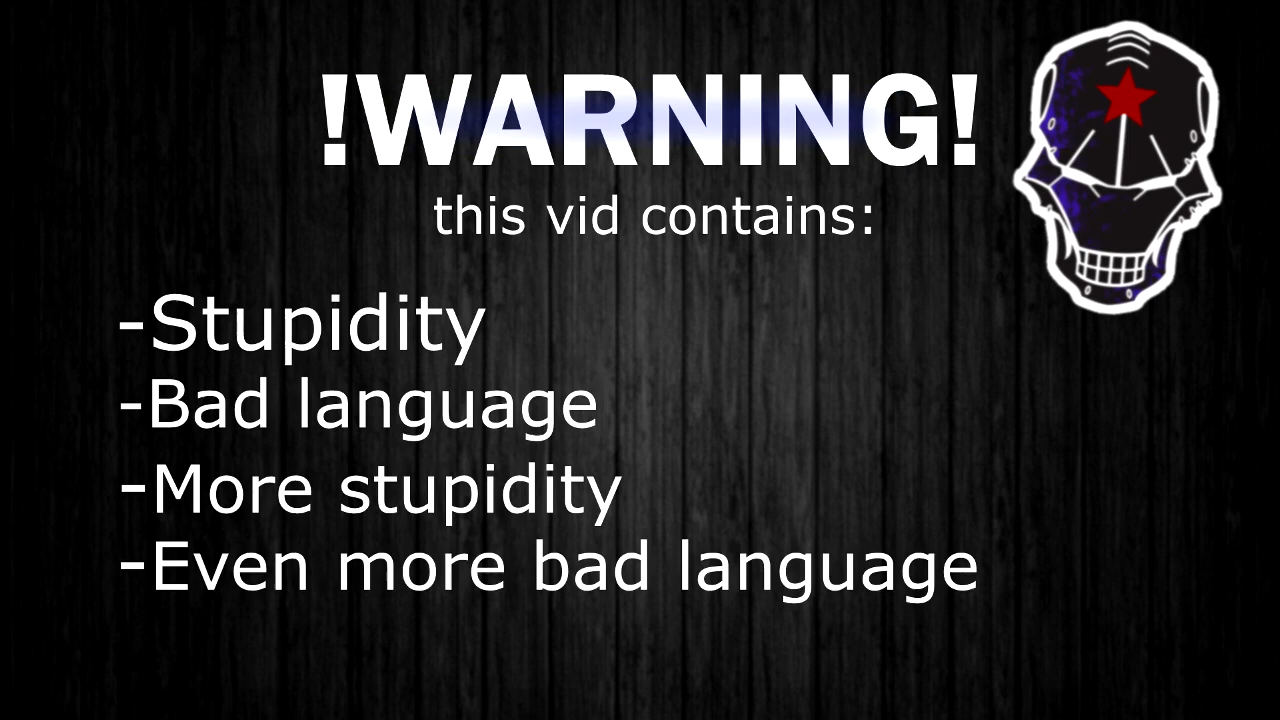 !WARNING!
this vid contains:
-Stupidity
-Bad language
-More stupidity
-Even more bad language